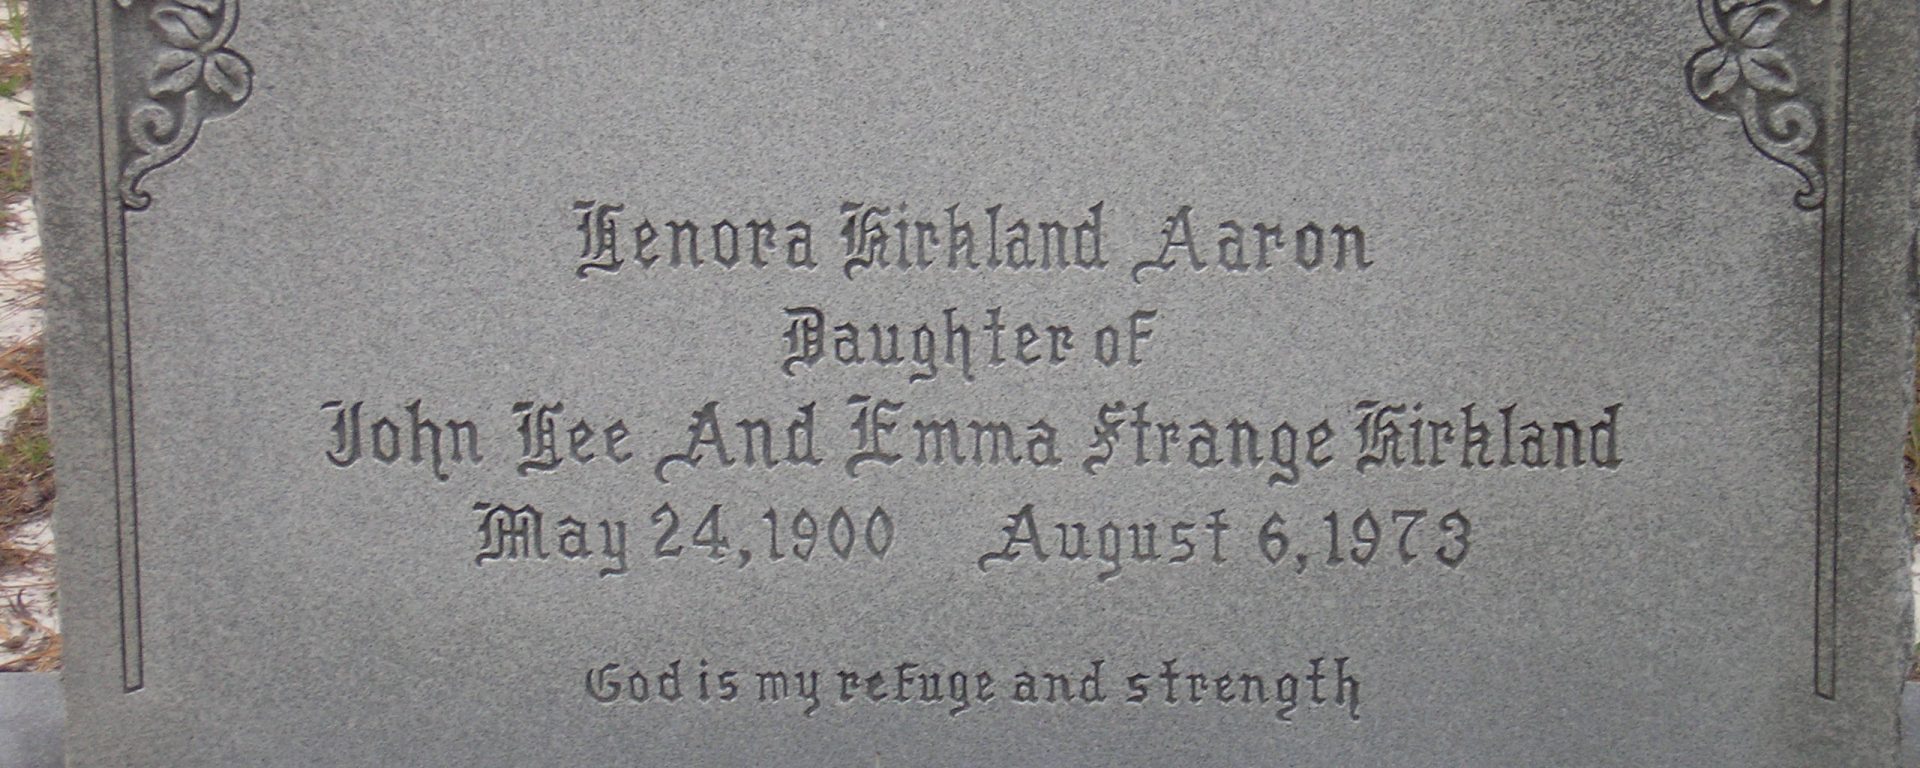 Lenora Kirkland Aaron
Daughter of
John Lee And Emma Strange Kirkland
May 24, 1900 August 6, 1973
God is my refuge and strength